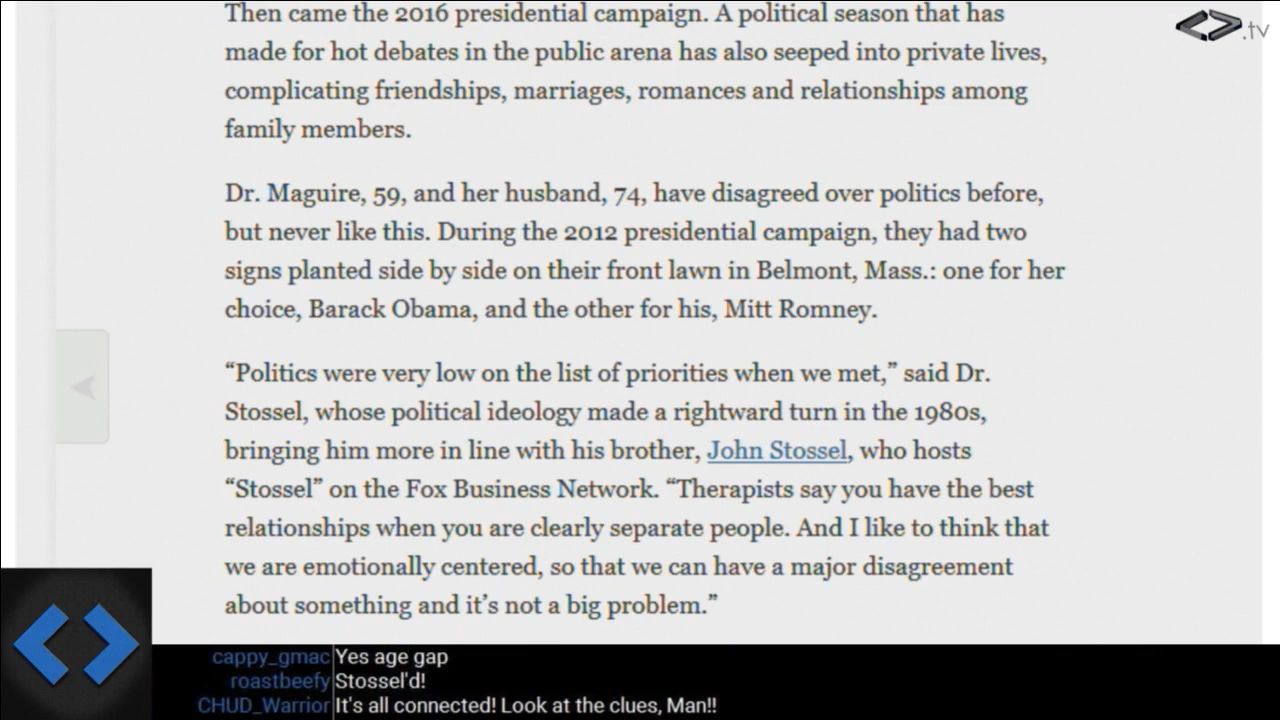 Then came the 2016 presidential campaign. A political season that has
made for hot debates in the public arena has also seeped into private lives,
complicating friendships, marriages, romances and relationships among
family members.
Dr. Maguire, 59, and her husband, 74, have disagreed over politics before,
but never like this. During the 2012 presidential campaign, they had two
signs planted side by side on their front lawn in Belmont, Mass.: one for her
choice, Barack Obama, and the other for his, Mitt Romney.
“Politics were very low on the list of priorities when we met,” said Dr.
Stossel, whose political ideology made a rightward turn in the 1980s,
bringing him more in line with his brother, John Stossel, who hosts
“Stossel” on the Fox Business Network. “Therapists say you have the best
relationships when you are clearly separate people. And I like to think that
we are emotionally centered, so that we can have a major disagreement
about something and it’s not a big problem.”
<>.tv
cappy_gmac Yes age gap
roastbeefy Stossel'd!
CHUD_Warrior It's all connected! Look at the clues, Man!!